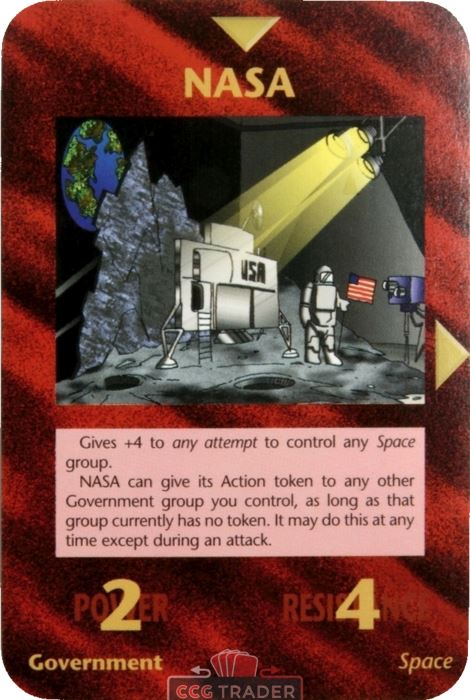 NASA
USA
Gives +4 to any attempt to control any Space
group.
NASA can give its Action token to any other
Government group you control, as long as that
group currently has no token. It may do this at any
time except during an attack.
POWER 2 RESISTANCE 4
Government Space
CCG TRADER